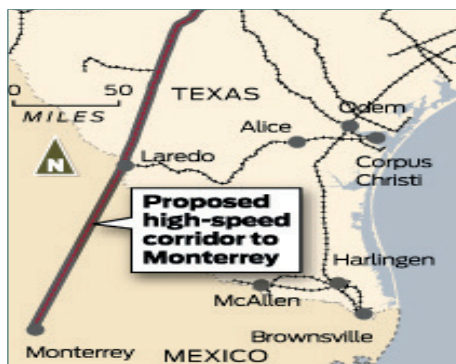 0 50
MILES
TEXAS
N
Odem
Alice
Laredo
Corpus
Christi
Proposed
high-speed
corridor to
Monterrey
Harlingen
McAllen
Brownsville
Monterrey
MEXICO